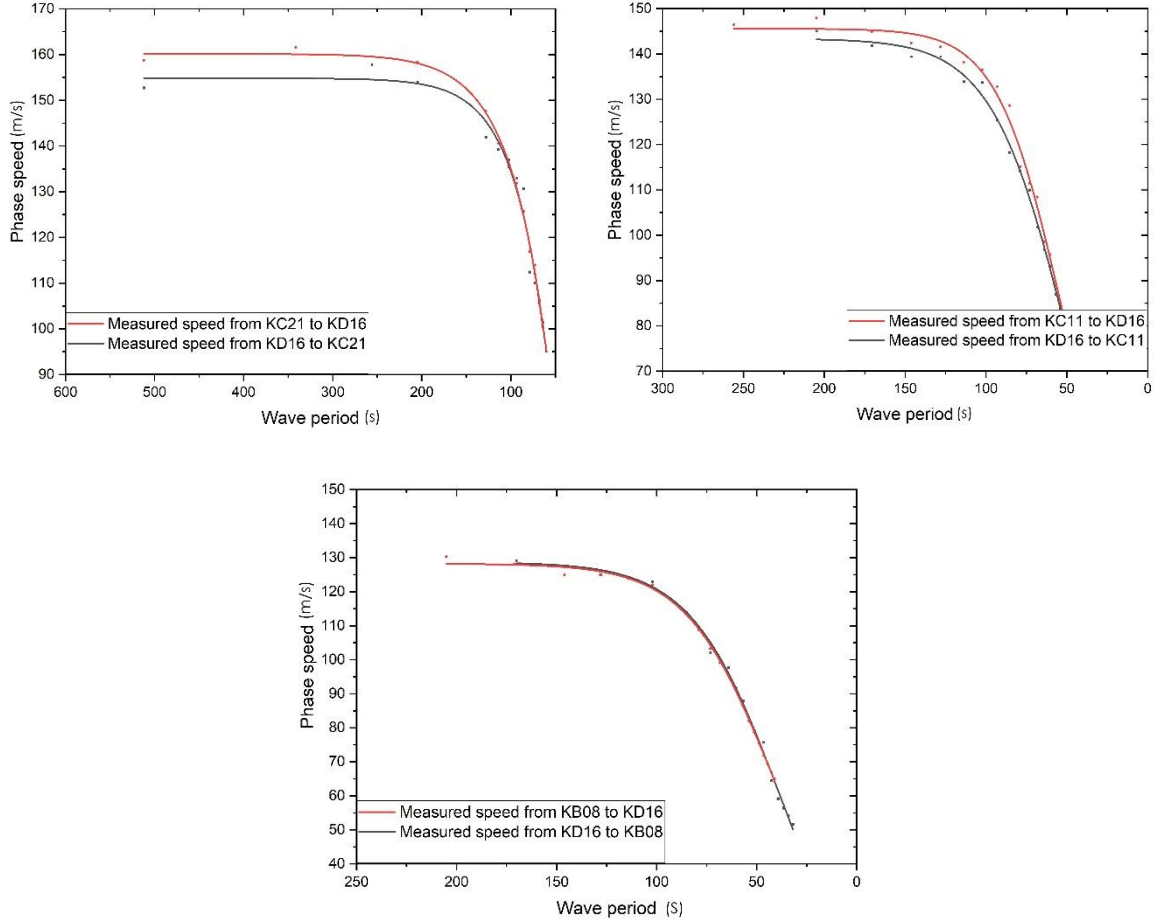 170
160
150
140
130
120
110
100
90
Phase speed (m/s)
Measured speed from KC21 to KD16
Measured speed from KD16 to KC21
600 500 400 300 200 100
Wave period (s)
150
140
130
120
110
100
90
80
70
Phase speed (m/s)
Measured speed from KC11 to KD16
Measured speed from KD16 to KC11
300 250 200 150 100 50 0
Wave period (s)
150
140
130
120
110
100
90
80
70
60
50
40
Phase speed (m/s)
Measured speed from KB08 to KD16
Measured speed from KD16 to KB08
250 200 150 100 50 0
Wave period (S)